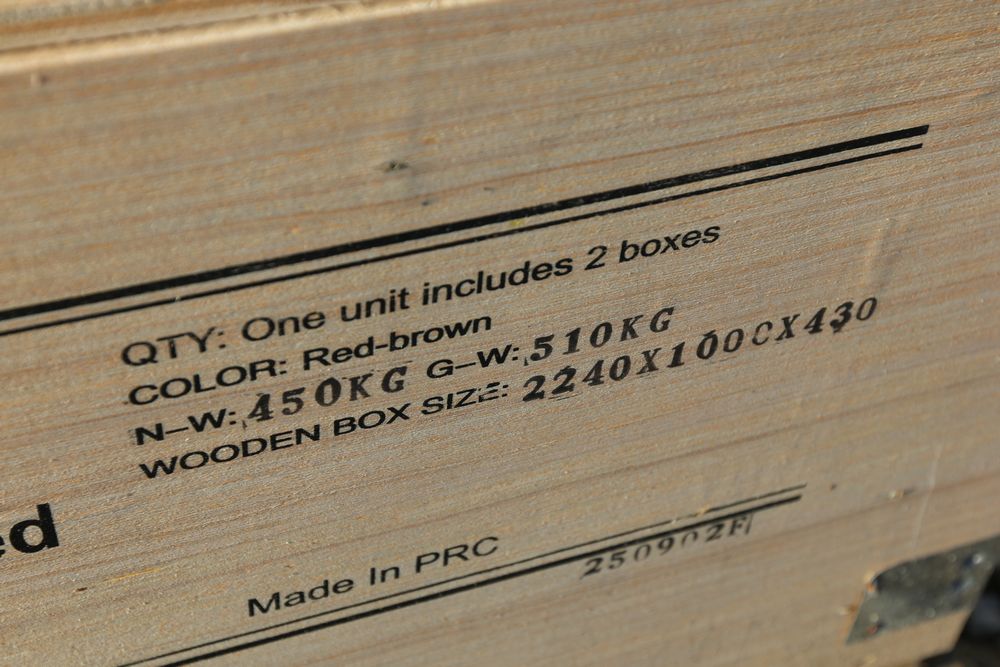 QTY: One unit includes 2 boxes
COLOR: Red-brown
N-W: 450KG G-W: 510KG
WOODEN BOX SIZE: 2240X1000X430
ed
Made In PRC
250902F